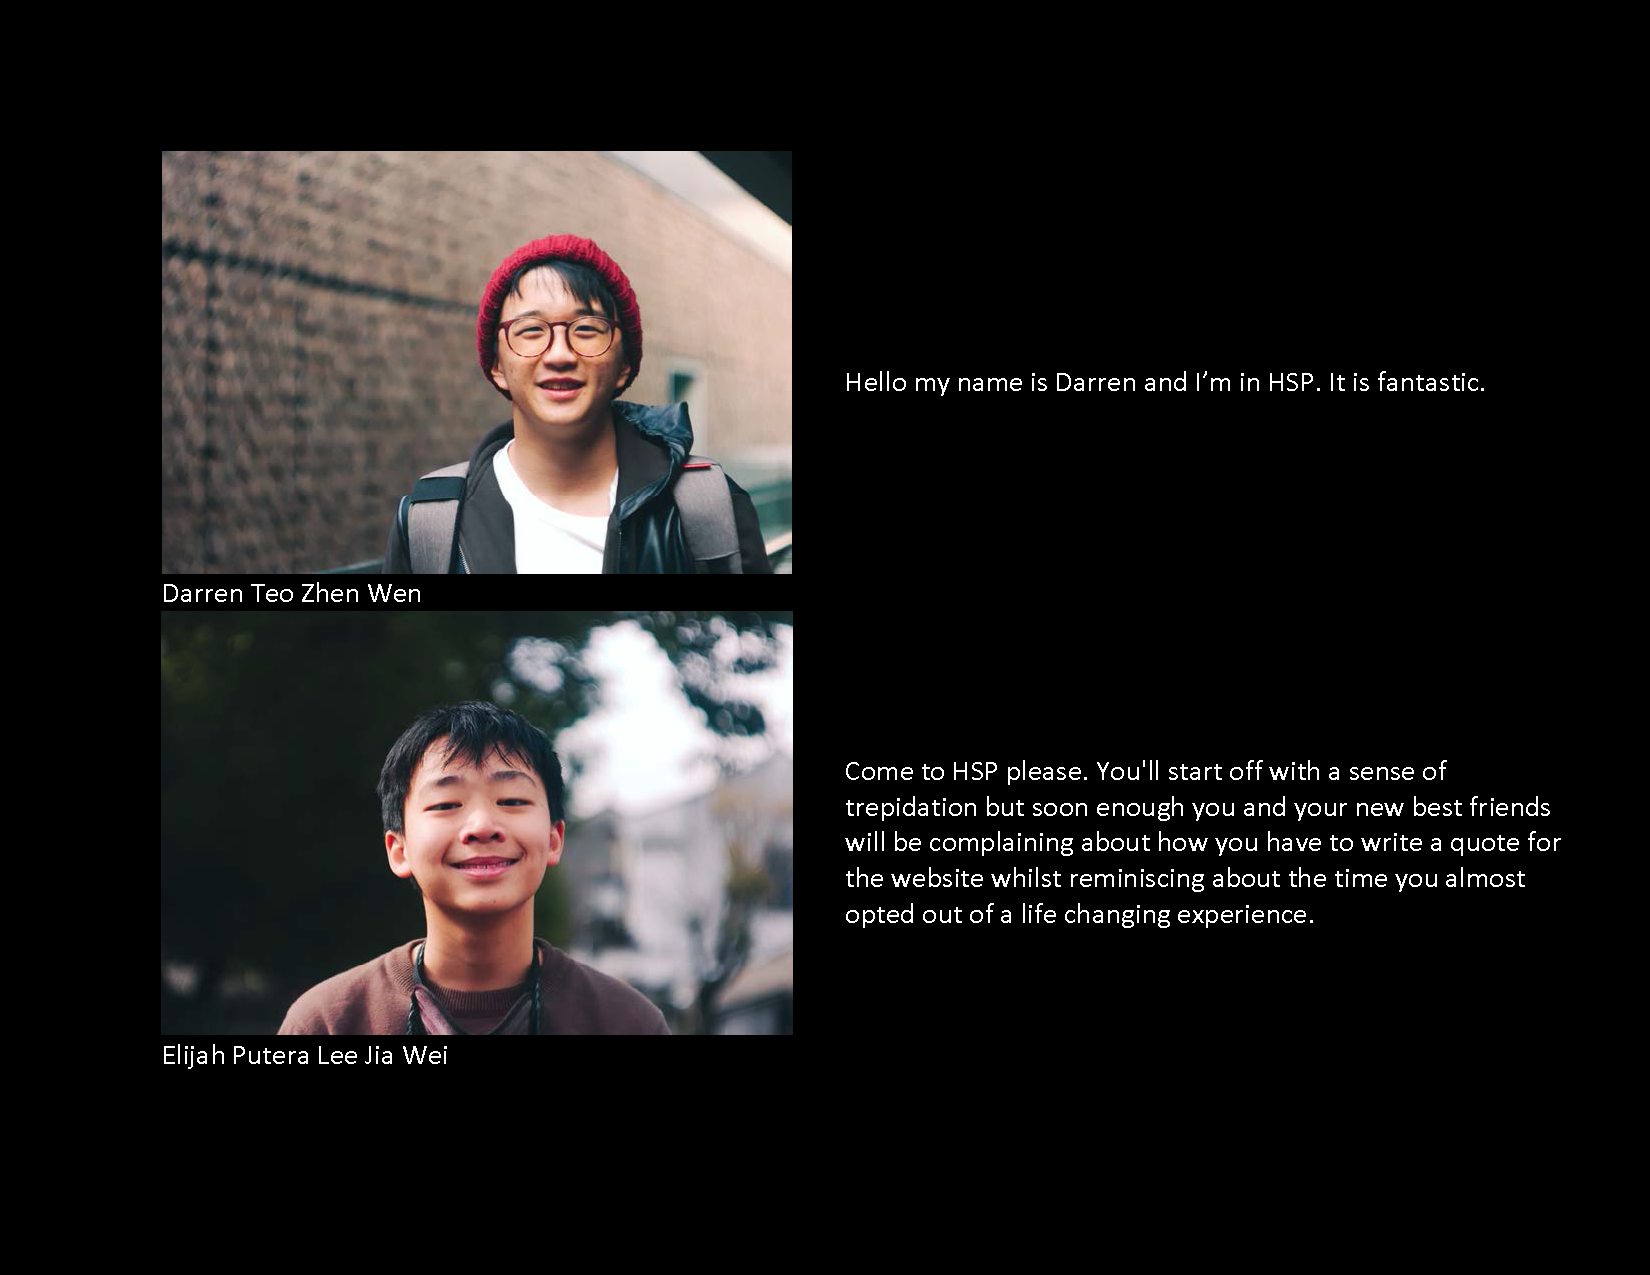 Hello my name is Darren and I’m in HSP. It is fantastic.
Darren Teo Zhen Wen
Come to HSP please. You'll start off with a sense of
trepidation but soon enough you and your new best friends
will be complaining about how you have to write a quote for
the website whilst reminiscing about the time you almost
opted out of a life changing experience.
Elijah Putera Lee Jia Wei